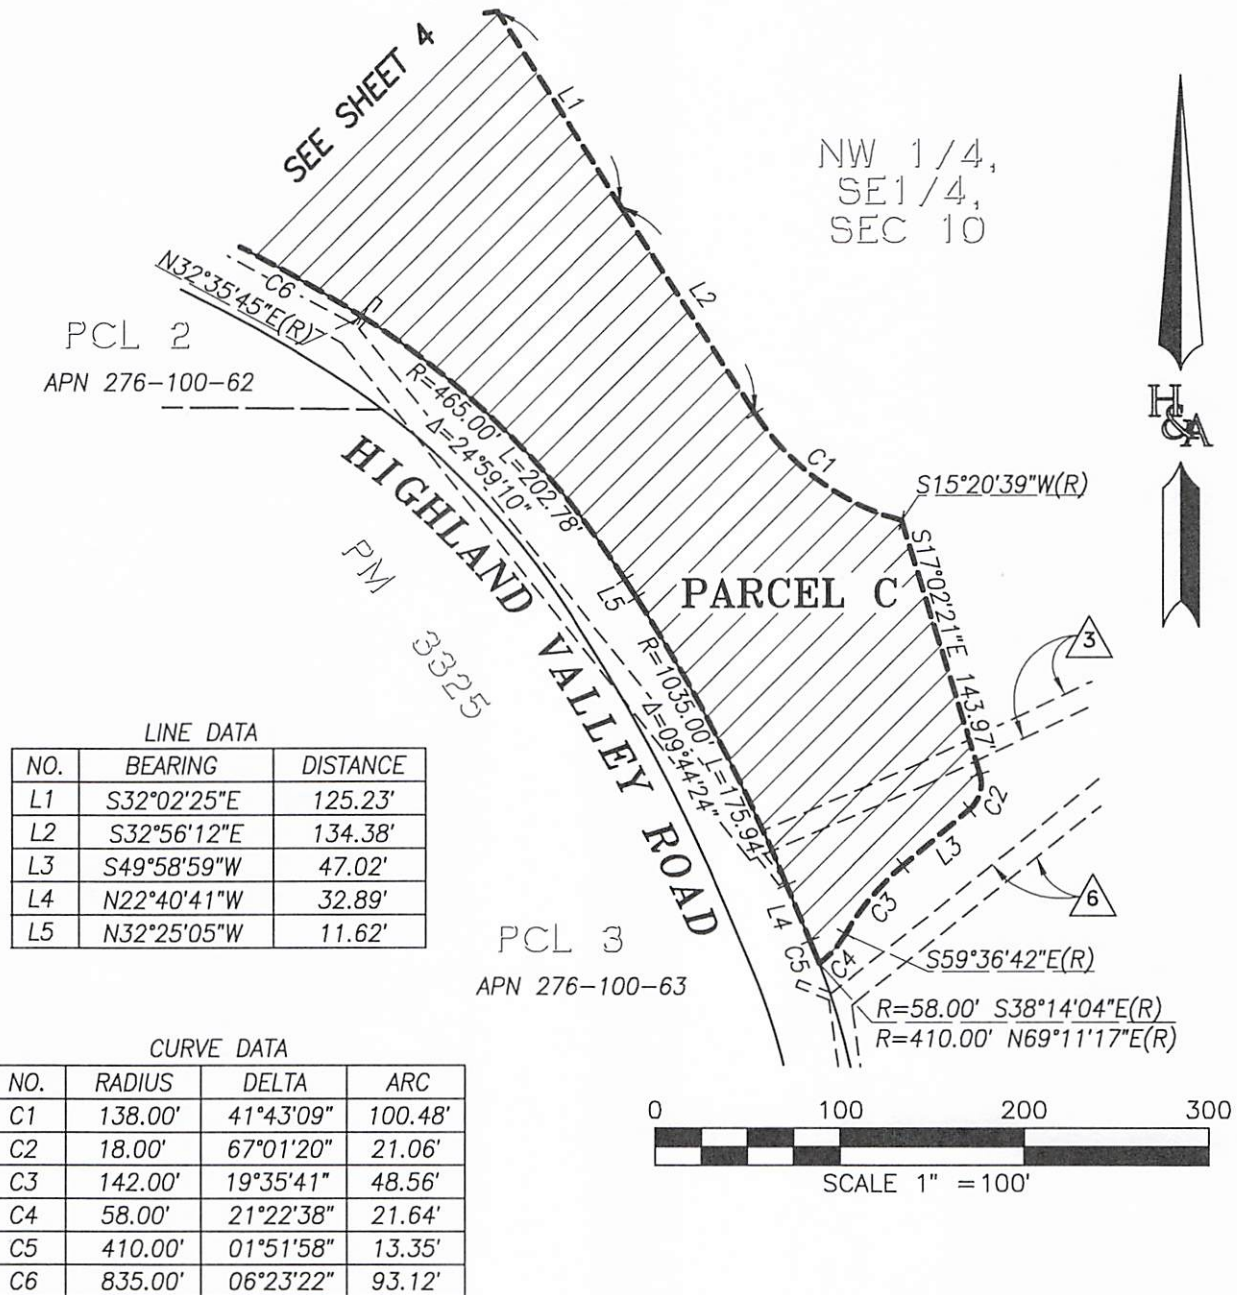 SEE SHEET 4
L1
NW 1/4,
SE1/4,
SEC 10
L2
N32°35'45"E(R)
C6
PCL 2
APN 276-100-62
R=465.00' L=202.78'
Δ=24°59'10"
C1
H&A
S15°20'39"W(R)
HIGHLAND VALLEY ROAD
PM 3325
L5
PARCEL C
S17°02'21"E 143.97'
3
R=1035.00' L=175.94'
Δ=09°44'24"
LINE DATA
NO. BEARING DISTANCE
L1 S32°02'25"E 125.23'
L2 S32°56'12"E 134.38'
L3 S49°58'59"W 47.02'
L4 N22°40'41"W 32.89'
L5 N32°25'05"W 11.62'
C2
L3
C3
L4
6
PCL 3
APN 276-100-63
C5
C4
S59°36'42"E(R)
R=58.00' S38°14'04"E(R)
R=410.00' N69°11'17"E(R)
CURVE DATA
NO. RADIUS DELTA ARC
C1 138.00' 41°43'09" 100.48'
C2 18.00' 67°01'20" 21.06'
C3 142.00' 19°35'41" 48.56'
C4 58.00' 21°22'38" 21.64'
C5 410.00' 01°51'58" 13.35'
C6 835.00' 06°23'22" 93.12'
0 100 200 300
SCALE 1" =100'